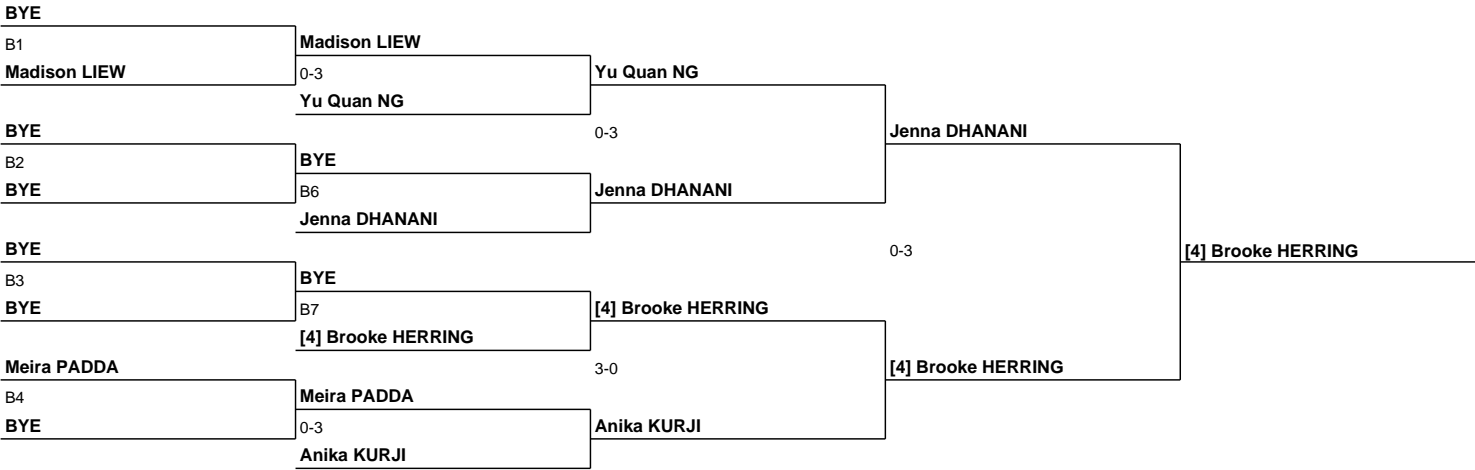 BYE
B1
Madison LIEW
Madison LIEW
0-3
Yu Quan NG
Yu Quan NG
BYE
0-3
Jenna DHANANI
B2
BYE
BYE
B6
Jenna DHANANI
Jenna DHANANI
BYE
0-3
[4] Brooke HERRING
B3
BYE
BYE
B7
[4] Brooke HERRING
[4] Brooke HERRING
Meira PADDA
3-0
[4] Brooke HERRING
B4
Meira PADDA
BYE
0-3
Anika KURJI
Anika KURJI